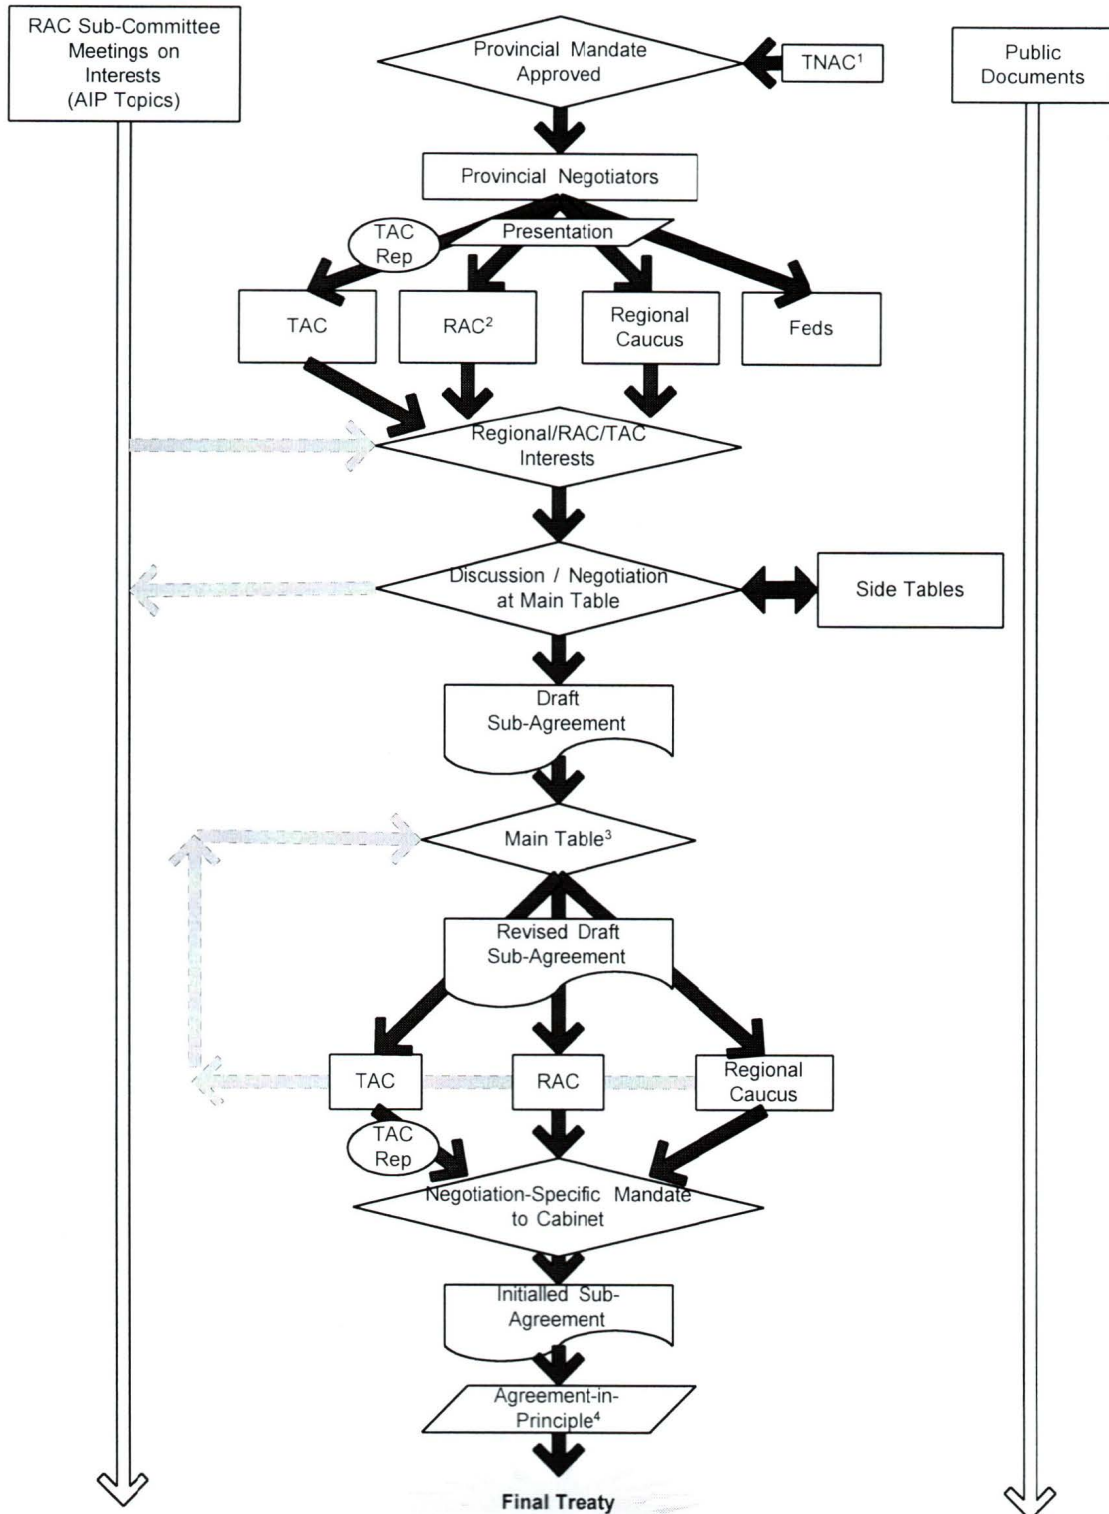 RAC Sub-Committee
Meetings on
Interests
(AIP Topics)
Provincial Mandate
Approved
TNAC¹
Public
Documents
Provincial Negotiators
TAC
Rep
Presentation
TAC
RAC²
Regional
Caucus
Feds
Regional/RAC/TAC
Interests
Discussion / Negotiation
at Main Table
Side Tables
Draft
Sub-Agreement
Main Table³
Revised Draft
Sub-Agreement
TAC
RAC
Regional
Caucus
TAC
Rep
Negotiation-Specific Mandate
to Cabinet
Initialled Sub-
Agreement
Agreement-in-
Principle⁴
Final Treaty